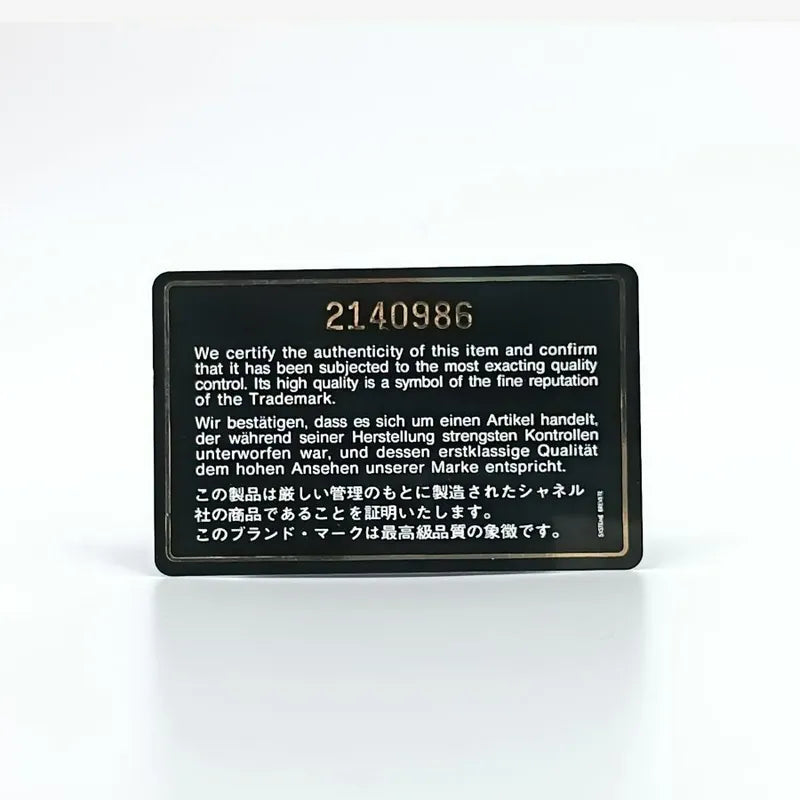 2140986
We certify the authenticity of this item and confirm
that it has been subjected to the most exacting quality
control. Its high quality is a symbol of the fine reputation
of the Trademark.
Wir bestätigen, dass es sich um einen Artikel handelt,
der während seiner Herstellung strengsten Kontrollen
unterworfen war, und dessen erstklassige Qualität
dem hohen Ansehen unserer Marke entspricht.
この製品は厳しい管理のもとに製造されたシャネル
社の商品であることを証明いたします。
このブランド・マークは最高級品質の象徴です。
SYSTEME BREVETE